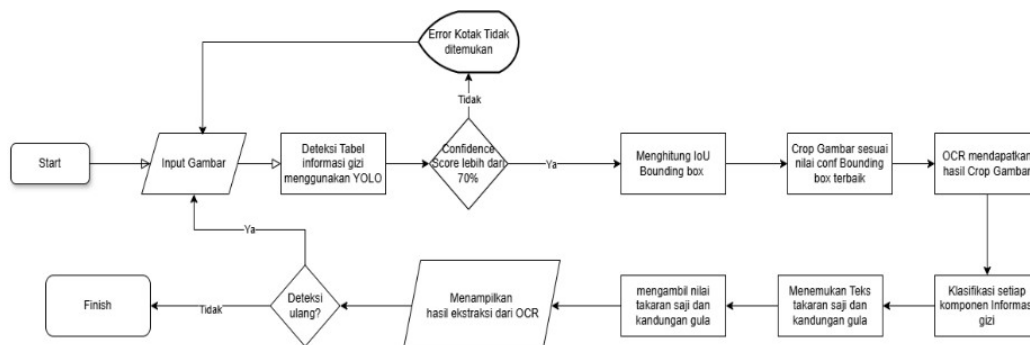 Error Kotak Tidak
ditemukan
Tidak
Start
Input Gambar
Deteksi Tabel
informasi gizi
menggunakan YOLO
Confidence
Score lebih dari
70%
Ya
Menghitung IoU
Bounding box
Crop Gambar sesuai
nilai conf Bounding
box terbaik
OCR mendapatkan
hasil Crop Gambar
Ya
Finish
Tidak
Deteksi
ulang?
Menampilkan
hasil ekstraksi dari OCR
mengambil nilai
takaran saji dan
kandungan gula
Menemukan Teks
takaran saji dan
kandungan gula
Klasifikasi setiap
komponen Informas
gizi